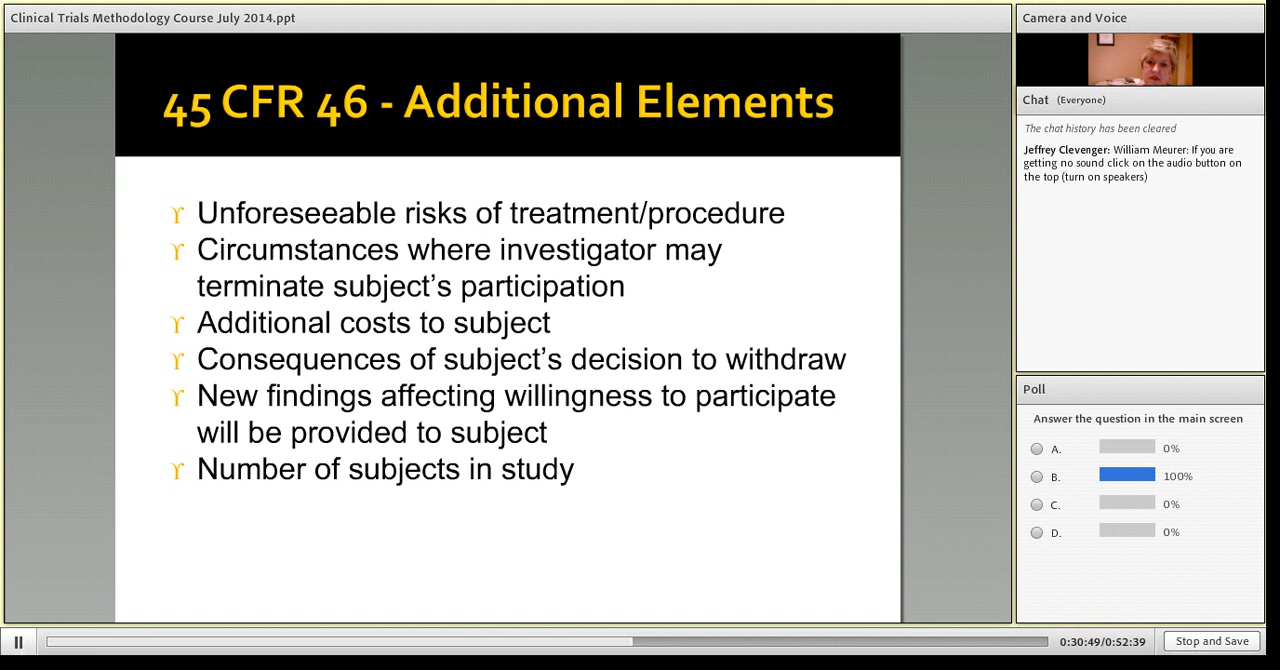 Clinical Trials Methodology Course July 2014.ppt
45 CFR 46 - Additional Elements
Unforeseeable risks of treatment/procedure
Circumstances where investigator may
terminate subject’s participation
Additional costs to subject
Consequences of subject’s decision to withdraw
New findings affecting willingness to participate
will be provided to subject
Number of subjects in study
Camera and Voice
Chat (Everyone)
The chat history has been cleared
Jeffrey Clevenger: William Meurer: If you are
getting no sound click on the audio button on
the top (turn on speakers)
Poll
Answer the question in the main screen
A. 0%
B. 100%
C. 0%
D. 0%
0:30:49/0:52:39
Stop and Save